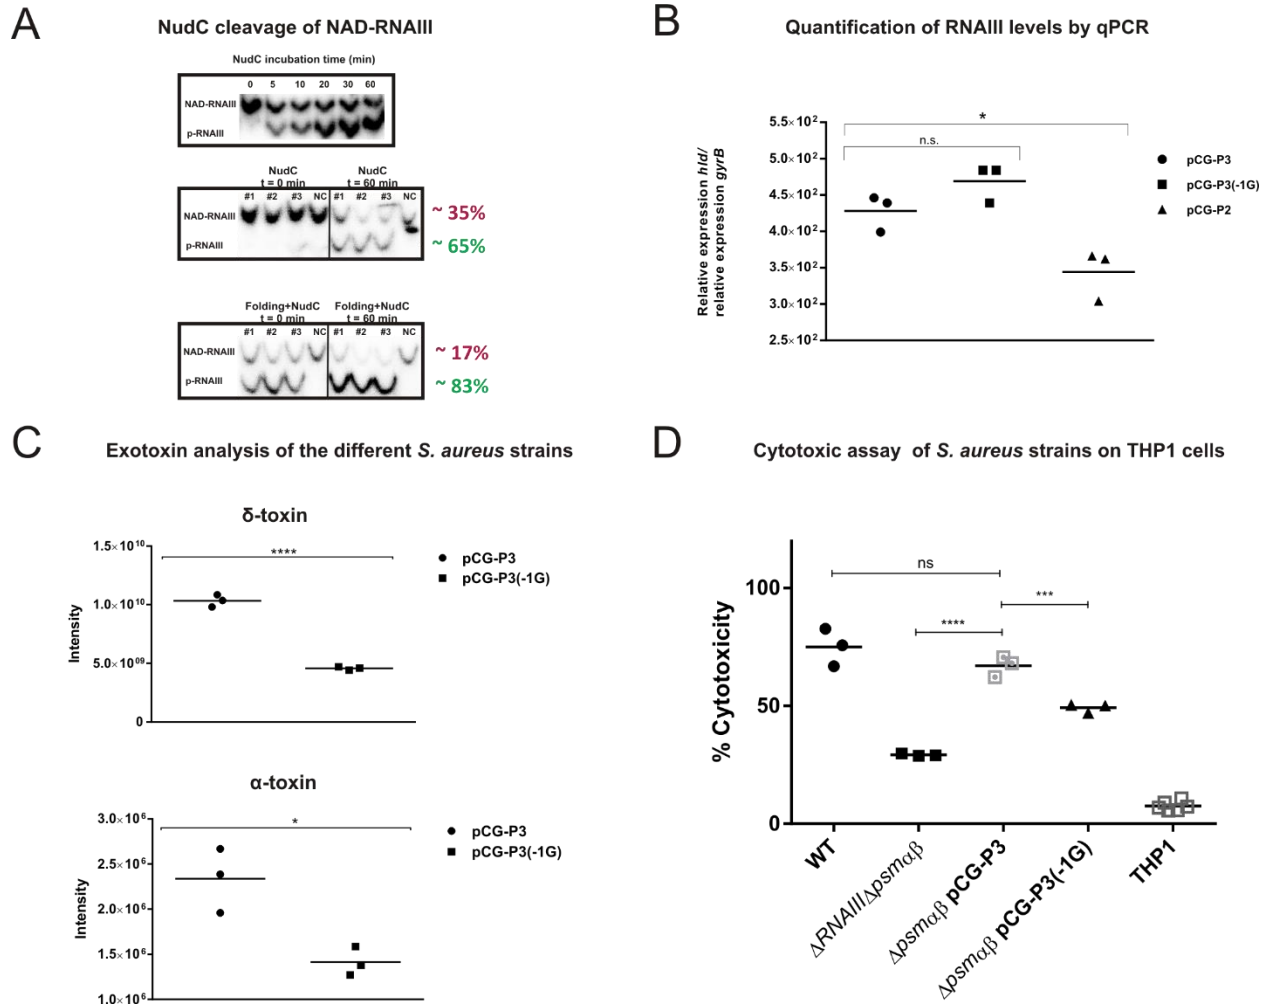 A
NudC cleavage of NAD-RNAIII
NudC incubation time (min)
0 5 10 20 30 60
NAD-RNAIII
p-RNAIII
NudC
t = 0 min
NudC
t = 60 min
#1 #2 #3 NC #1 #2 #3 NC
NAD-RNAIII
p-RNAIII
~ 35%
~ 65%
Folding+NudC
t = 0 min
Folding+NudC
t = 60 min
#1 #2 #3 NC #1 #2 #3 NC
NAD-RNAIII
p-RNAIII
~ 17%
~ 83%
B
Quantification of RNAIII levels by qPCR
Relative expression hld/
relative expression gyrB
5.5×10²
5.0×10²
4.5×10²
4.0×10²
3.5×10²
3.0×10²
2.5×10²
*
n.s.
pCG-P3
pCG-P3(-1G)
pCG-P2
C
Exotoxin analysis of the different S. aureus strains
δ-toxin
Intensity
1.5×10¹⁰
1.0×10¹⁰
5.0×10⁰⁹
0
****
pCG-P3
pCG-P3(-1G)
α-toxin
Intensity
3.0×10⁶
2.5×10⁶
2.0×10⁶
1.5×10⁶
1.0×10⁶
*
pCG-P3
pCG-P3(-1G)
D
Cytotoxic assay of S. aureus strains on THP1 cells
% Cytotoxicity
100
50
0
ns
***
****
WT
ΔRNAIIIΔpsmαβ
Δpsmαβ pCG-P3
Δpsmαβ pCG-P3(-1G)
THP1